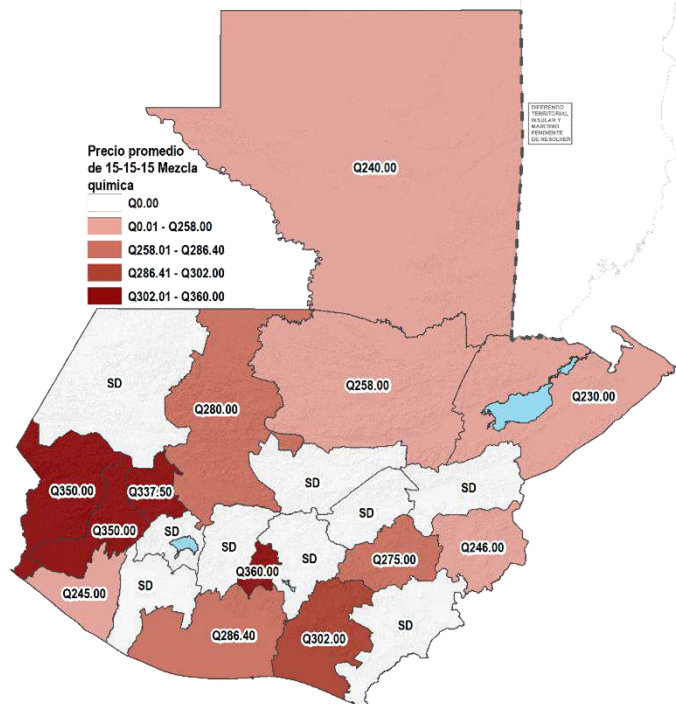 DIFERENDO
TERRITORIAL
INSULAR Y
MARÍTIMO
PENDIENTE
DE RESOLVER
Precio promedio
de 15-15-15 Mezcla
química
Q0.00
Q0.01 - Q258.00
Q258.01 - Q286.40
Q286.41 - Q302.00
Q302.01 - Q360.00
Q240.00
SD
Q280.00
Q258.00
Q230.00
Q350.00
Q337.50
SD
SD
SD
Q350.00
SD
SD
SD
Q360.00
Q275.00
Q246.00
Q245.00
SD
Q286.40
Q302.00
SD